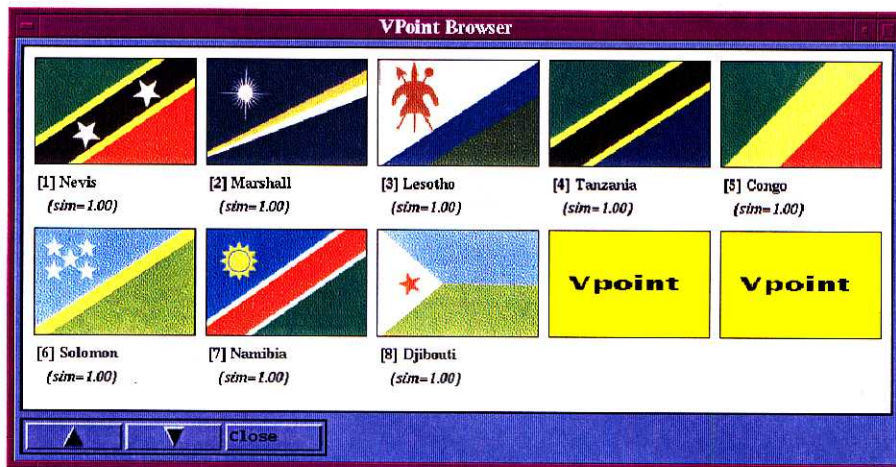 VPoint Browser
[1] Nevis
(sim=1.00)
[2] Marshall
(sim=1.00)
[3] Lesotho
(sim=1.00)
[4] Tanzania
(sim=1.00)
[5] Congo
(sim=1.00)
[6] Solomon
(sim=1.00)
[7] Namibia
(sim=1.00)
[8] Djibouti
(sim=1.00)
Vpoint
Vpoint
Close